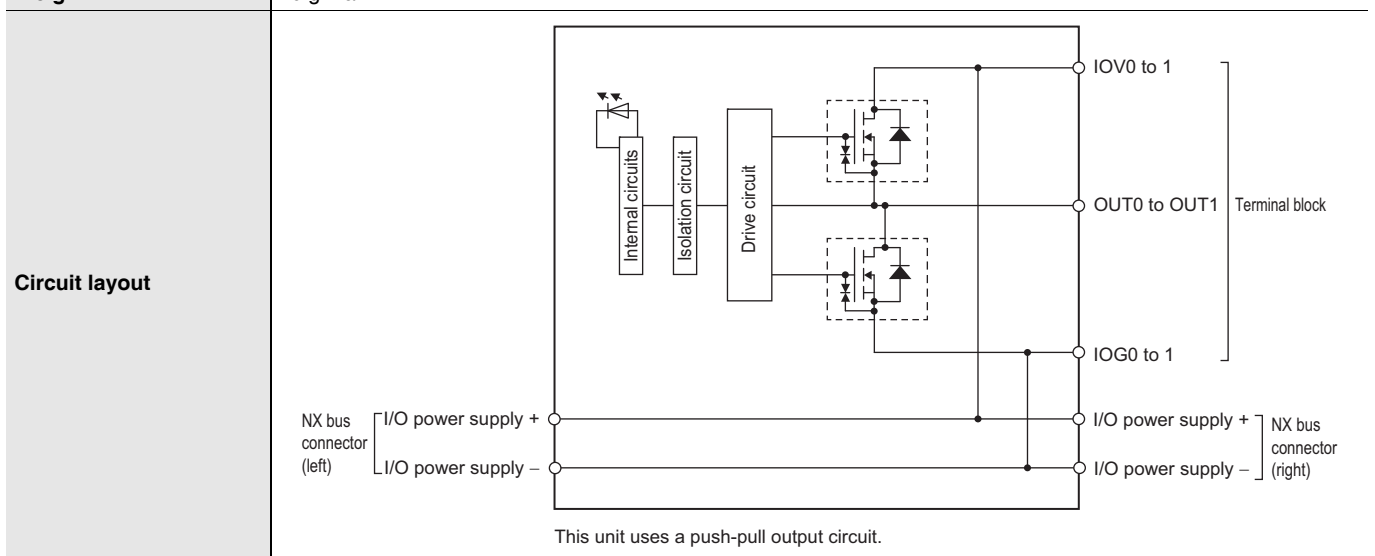 Circuit layout
Internal circuits
Isolation circuit
Drive circuit
IOV0 to 1
OUT0 to OUT1
Terminal block
IOG0 to 1
NX bus
connector
(left)
I/O power supply +
I/O power supply –
I/O power supply +
I/O power supply –
NX bus
connector
(right)
This unit uses a push-pull output circuit.